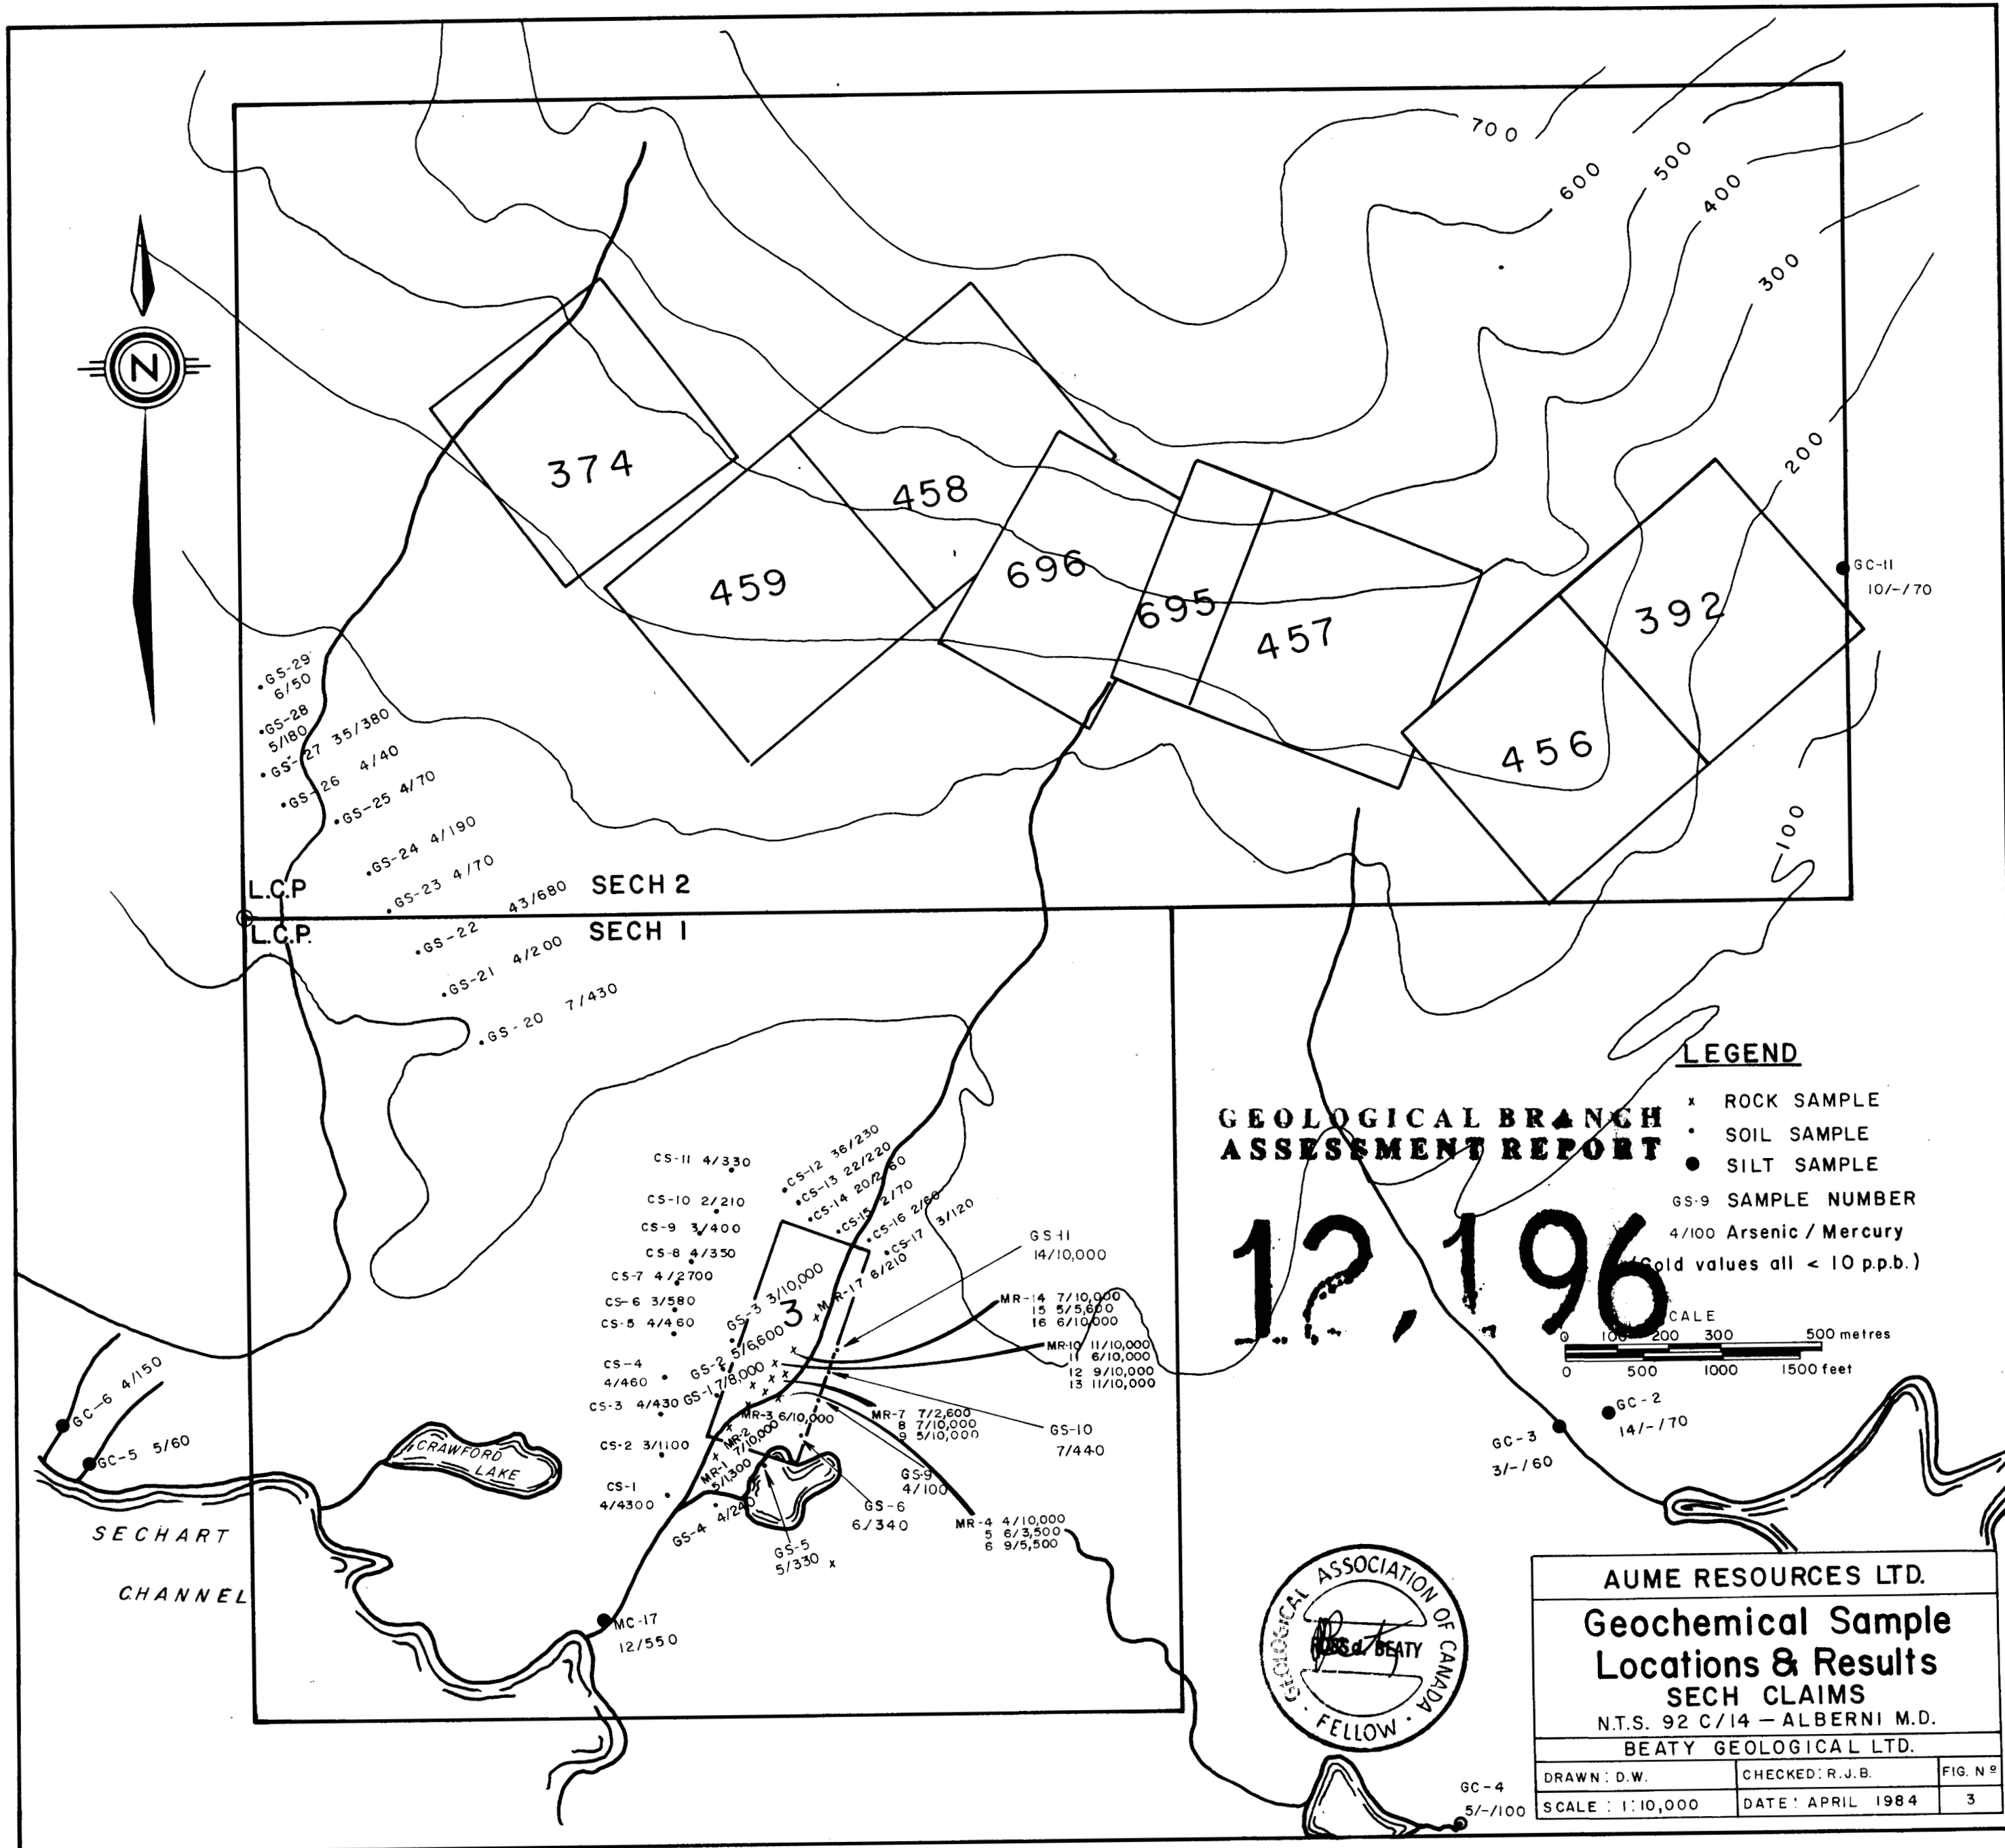 700
600
500
400
300
200
100
N
374
458
459
696
695
457
392
456
GC-11
10/-/70
GS-29
6/50
GS-28
5/180
GS-27 35/380
GS-26 4/40
GS-25 4/70
GS-24 4/190
GS-23 4/70
GS-22 43/680
GS-21 4/200
GS-20 7/430
L.C.P
L.C.P.
SECH 2
SECH 1
CS-11 4/330
CS-10 2/210
CS-9 3/400
CS-8 4/350
CS-7 4/2700
CS-6 3/580
CS-5 4/460
CS-4
4/460
CS-3 4/430
CS-2 3/1100
CS-1
4/4300
CS-12 36/230
CS-13 22/220
CS-14
CS-15 2/70
CS-16 2/60
CS-17 3/120
MR-17 6/210
3
GS-3 3/10,000
GS-2 5/6,600
GS-1 7/8,000
MR-3 6/10,000
MR-2
7/10,000
MR-1
5/1,300
GS-4 4/240
GS-5
5/330
GS-6
6/340
GS-9
4/100
GS-10
7/440
GS-11
14/10,000
MR-14 7/10,000
15 5/5,600
16 6/10,000
MR-10 11/10,000
11 6/10,000
12 9/10,000
13 11/10,000
MR-7 7/2,600
8 7/10,000
9 5/10,000
MR-4 4/10,000
5 6/3,500
6 9/5,500
GC-6 4/150
GC-5 5/60
CRAWFORD
LAKE
SECHART
CHANNEL
MC-17
12/550
GC-3
3/-/60
GC-2
14/-/70
GC-4
5/-/100
GEOLOGICAL BRANCH
ASSESSMENT REPORT
12,196
LEGEND
x ROCK SAMPLE
• SOIL SAMPLE
● SILT SAMPLE
GS-9 SAMPLE NUMBER
4/100 Arsenic / Mercury
values all < 10 p.p.b.)
0 100 200 300 500 metres
0 500 1000 1500 feet
GEOLOGICAL ASSOCIATION OF CANADA
BEATY
FELLOW
AUME RESOURCES LTD.
Geochemical Sample
Locations & Results
SECH CLAIMS
N.T.S. 92 C/14 — ALBERNI M.D.
BEATY GEOLOGICAL LTD.
DRAWN: D.W. CHECKED: R.J.B. FIG. Nº
SCALE : 1:10,000 DATE: APRIL 1984 3